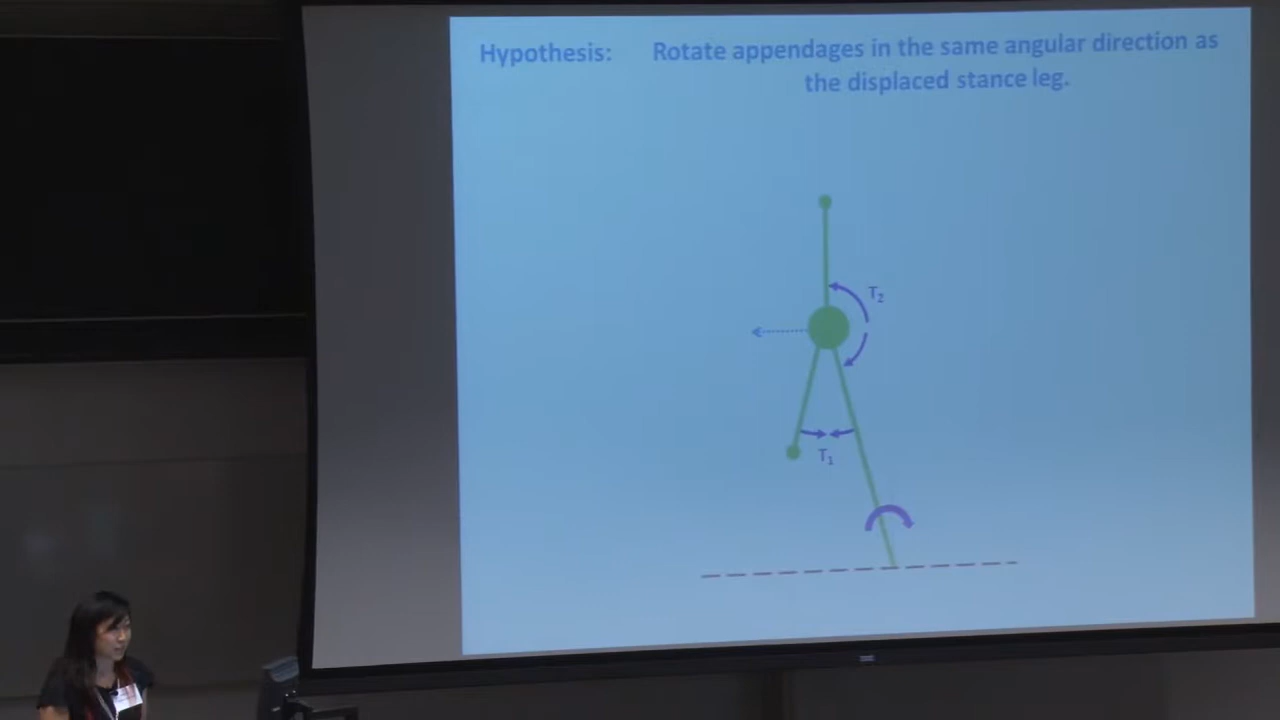 Hypothesis: Rotate appendages in the same angular direction as
the displaced stance leg.
T₂
T₁